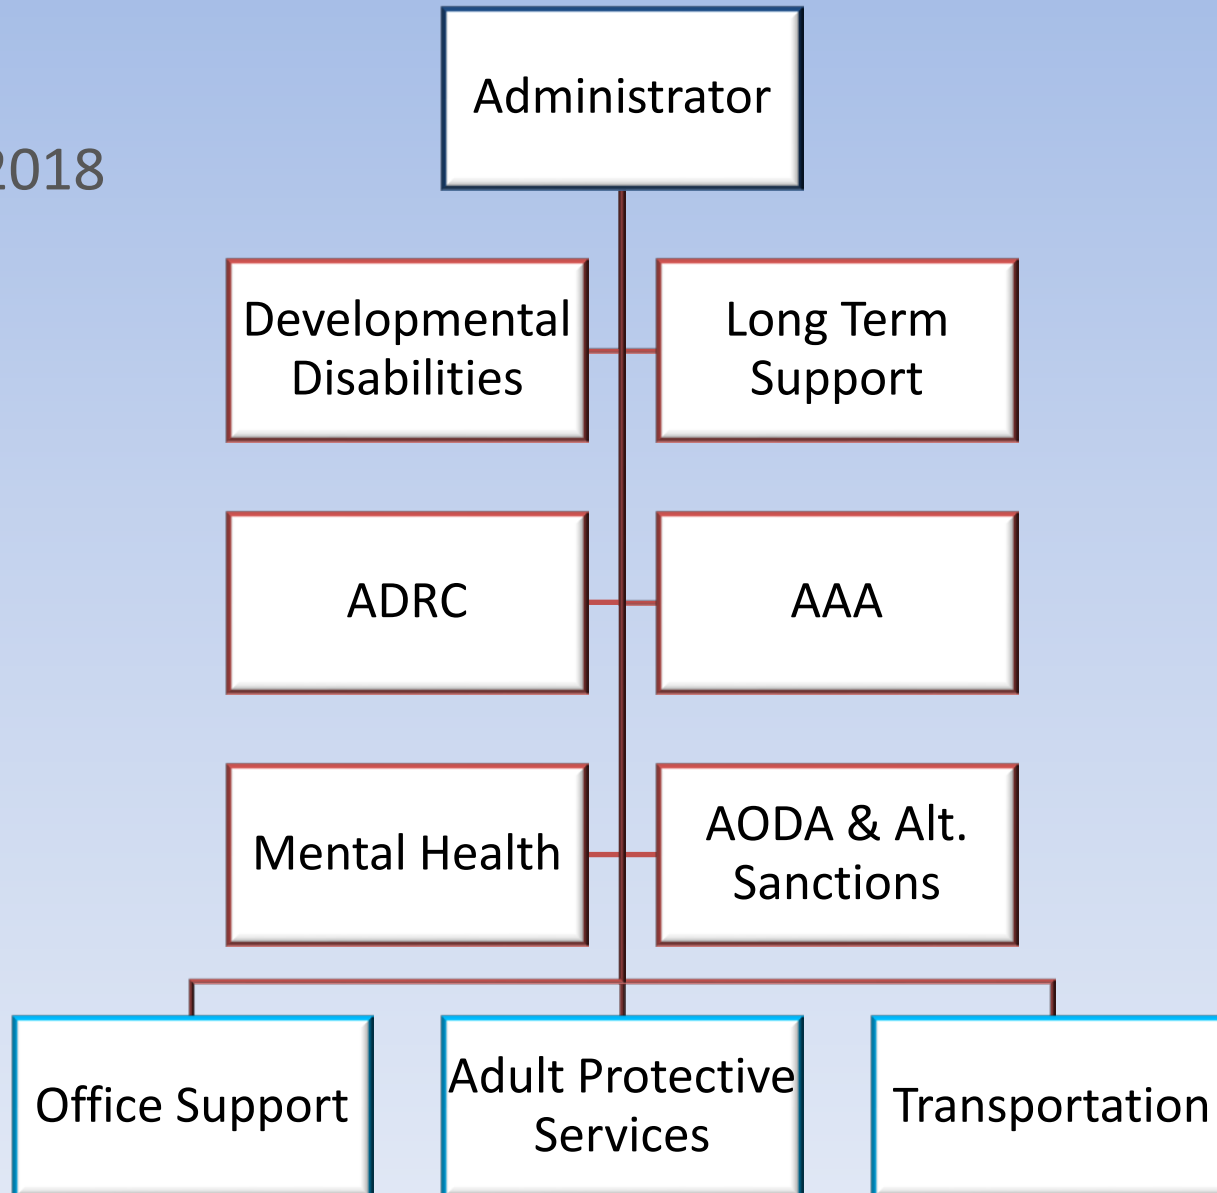 Administrator
2018
Developmental
Disabilities
Long Term
Support
ADRC
AAA
Mental Health
AODA & Alt.
Sanctions
Office Support
Adult Protective
Services
Transportation